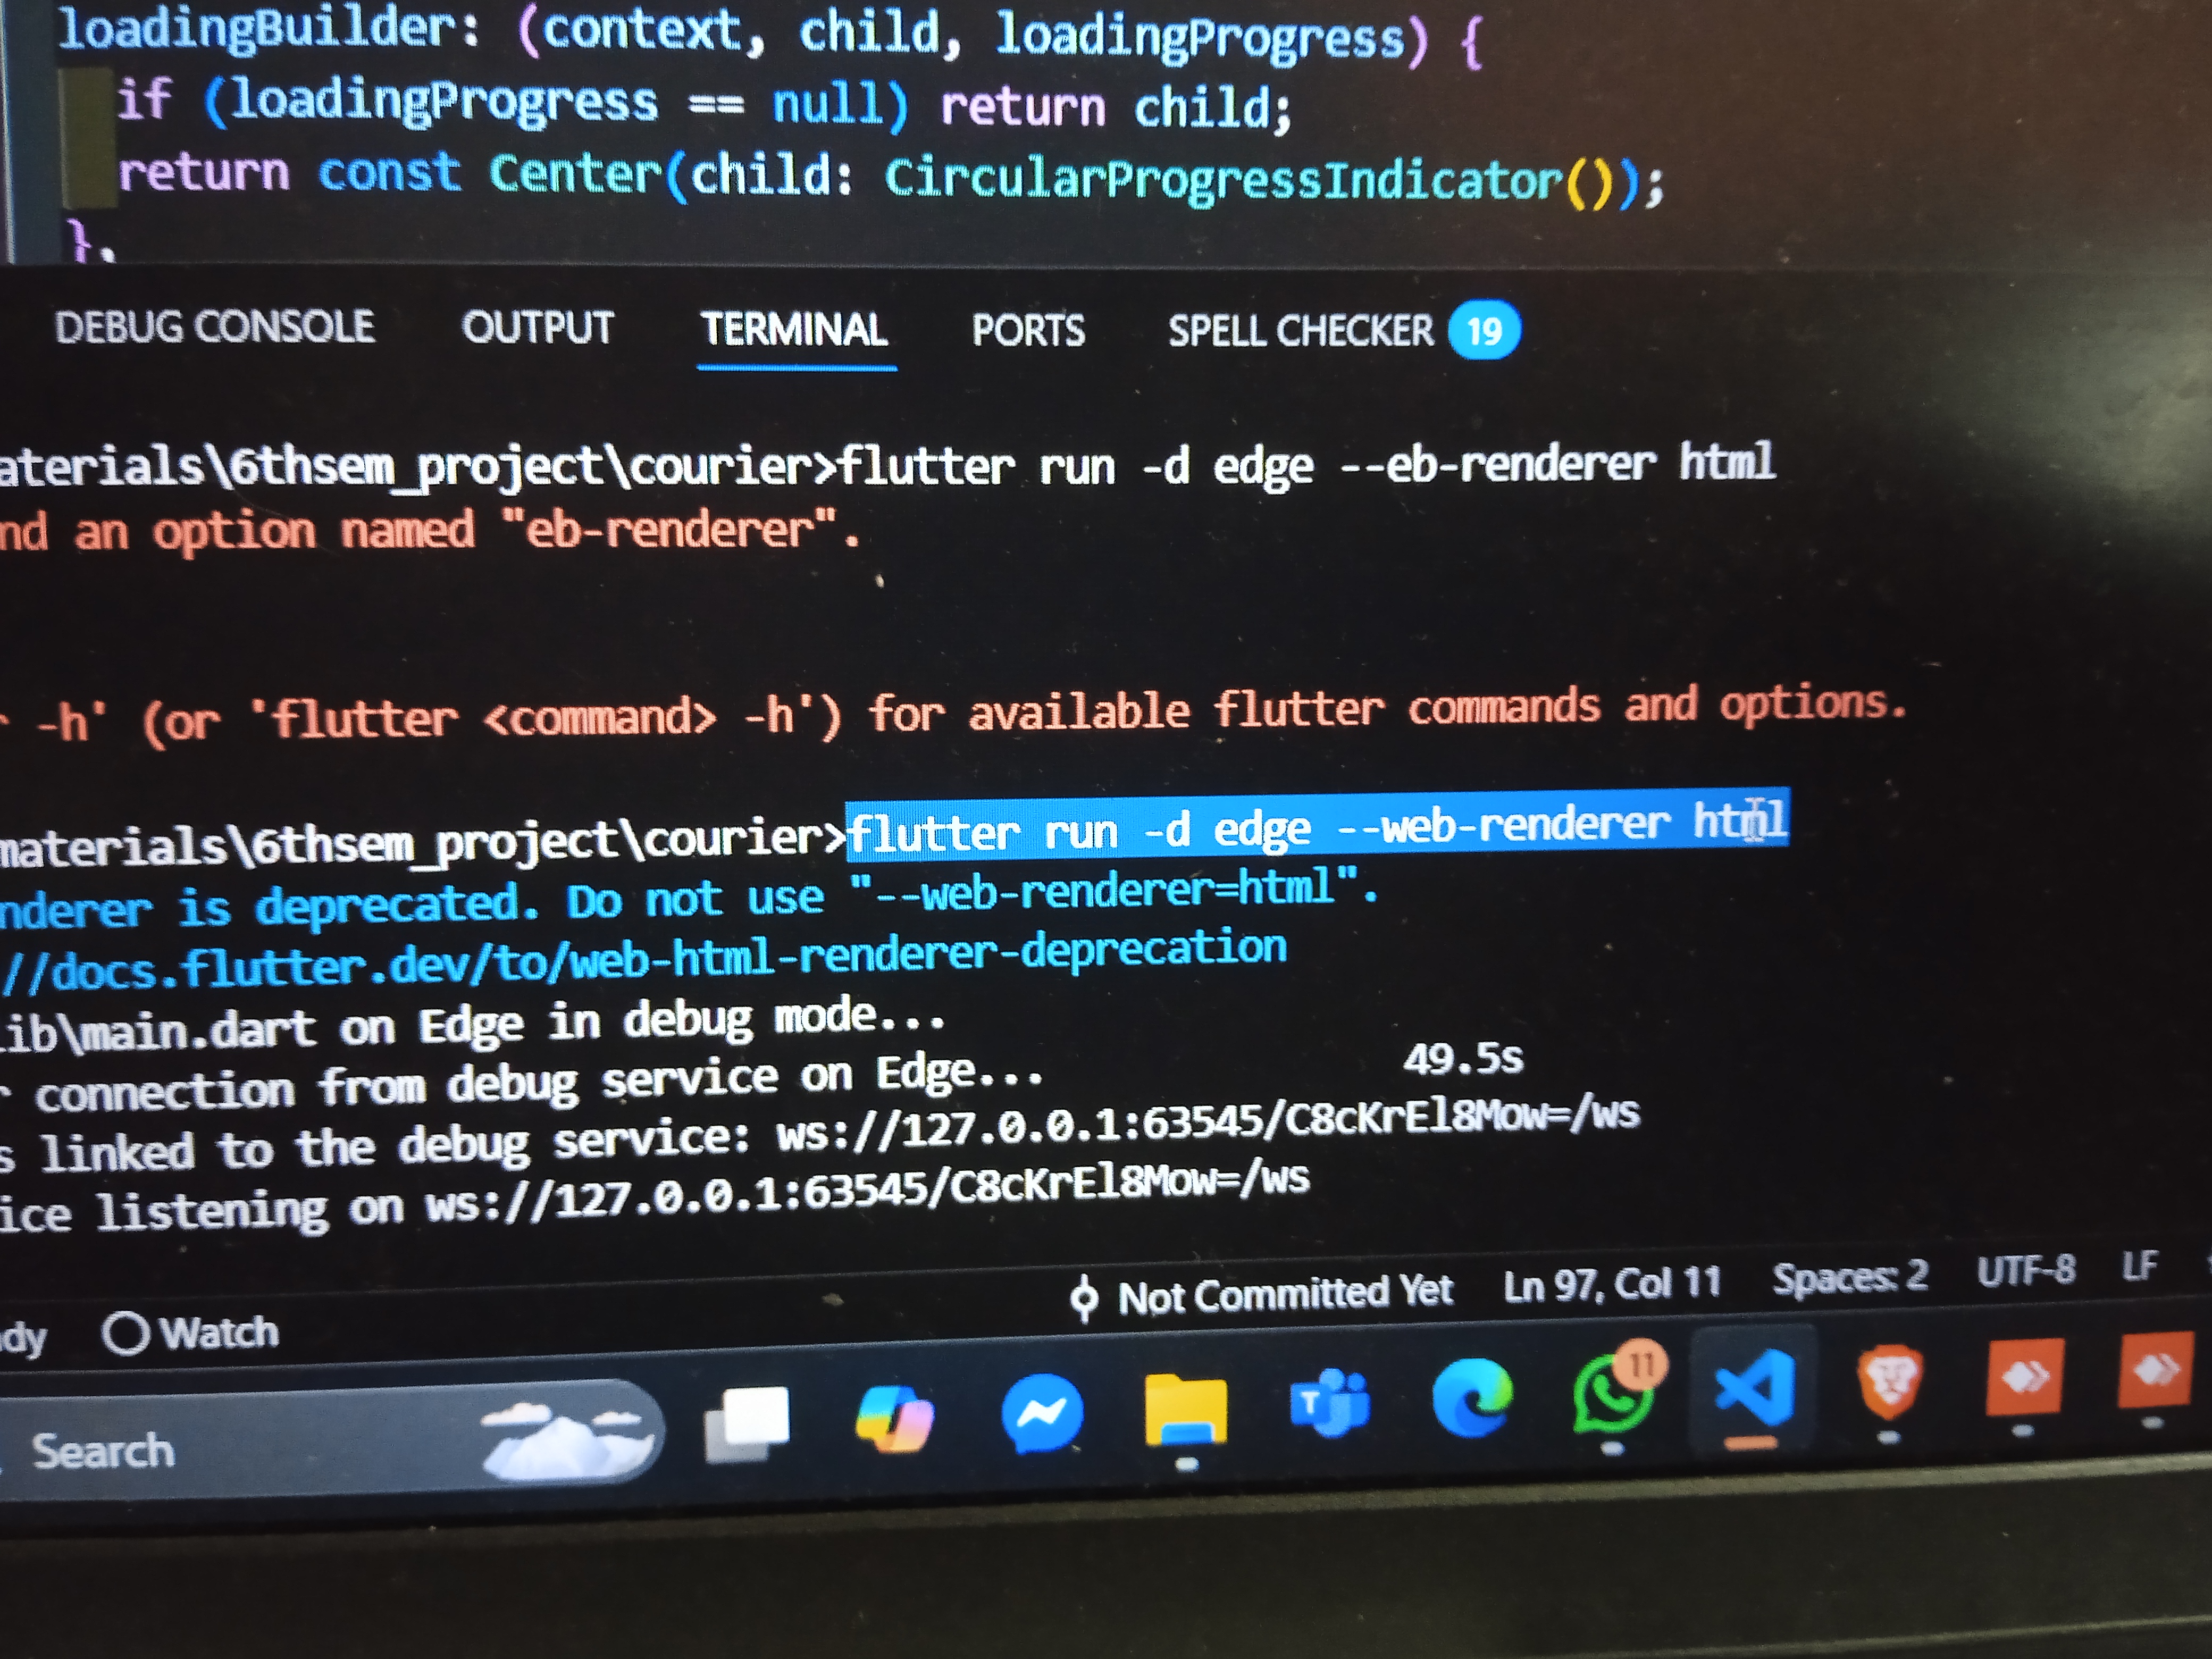 loadingBuilder: (context, child, loadingProgress) {
if (loadingProgress == null) return child;
return const Center(child: CircularProgressIndicator());
},
DEBUG CONSOLE OUTPUT TERMINAL PORTS SPELL CHECKER 19
aterials\6thsem_project\courier>flutter run -d edge --eb-renderer html
nd an option named "eb-renderer".
r -h' (or 'flutter <command> -h') for available flutter commands and options.
materials\6thsem_project\courier>flutter run -d edge --web-renderer html
nderer is deprecated. Do not use "--web-renderer=html".
//docs.flutter.dev/to/web-html-renderer-deprecation
lib\main.dart on Edge in debug mode...
r connection from debug service on Edge... 49.5s
s linked to the debug service: ws://127.0.0.1:63545/C8cKrEl8Mow=/ws
ice listening on ws://127.0.0.1:63545/C8cKrEl8Mow=/ws
dy Watch Not Committed Yet Ln 97, Col 11 Spaces: 2 UTF-8 LF
Search T 11